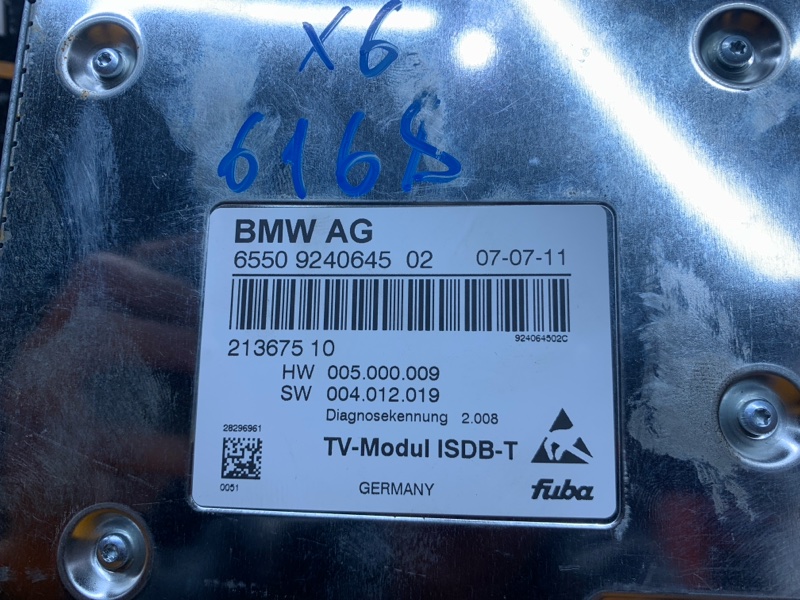 X6
6168
BMW AG
6550 9240645 02 07-07-11
924064502C
213675 10
HW 005.000.009
SW 004.012.019
Diagnosekennung 2.008
28296961
TV-Modul ISDB-T
0051
GERMANY
fuba